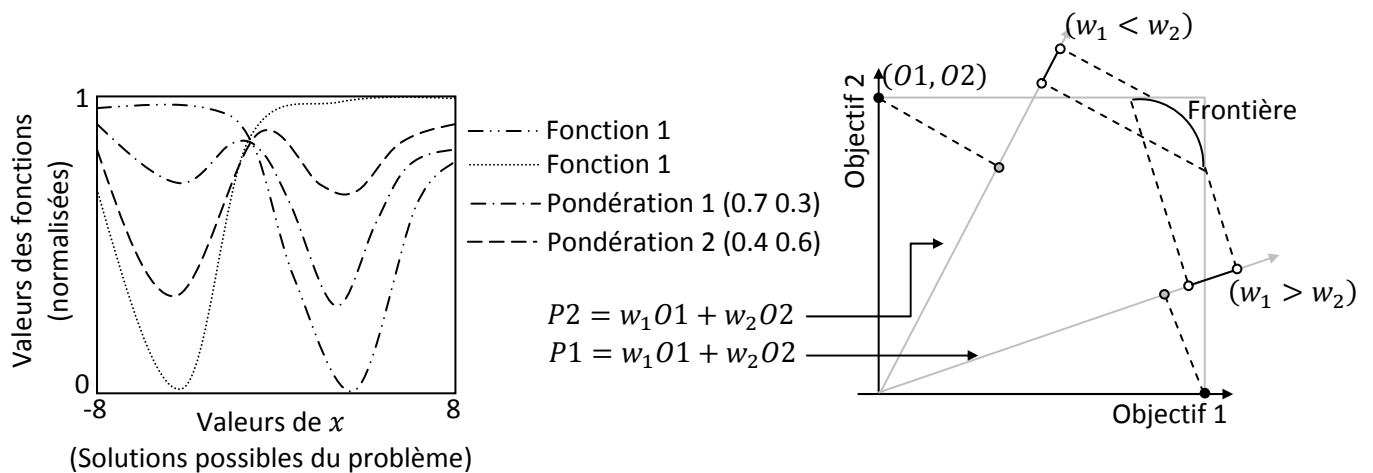 Valeurs des fonctions
(normalisées)
1
0
-8
8
Valeurs de x
(Solutions possibles du problème)
Fonction 1
Fonction 1
Pondération 1 (0.7 0.3)
Pondération 2 (0.4 0.6)
P2 = w₁O1 + w₂O2
P1 = w₁O1 + w₂O2
Objectif 2
(O1, O2)
(w₁ < w₂)
Frontière
(w₁ > w₂)
Objectif 1